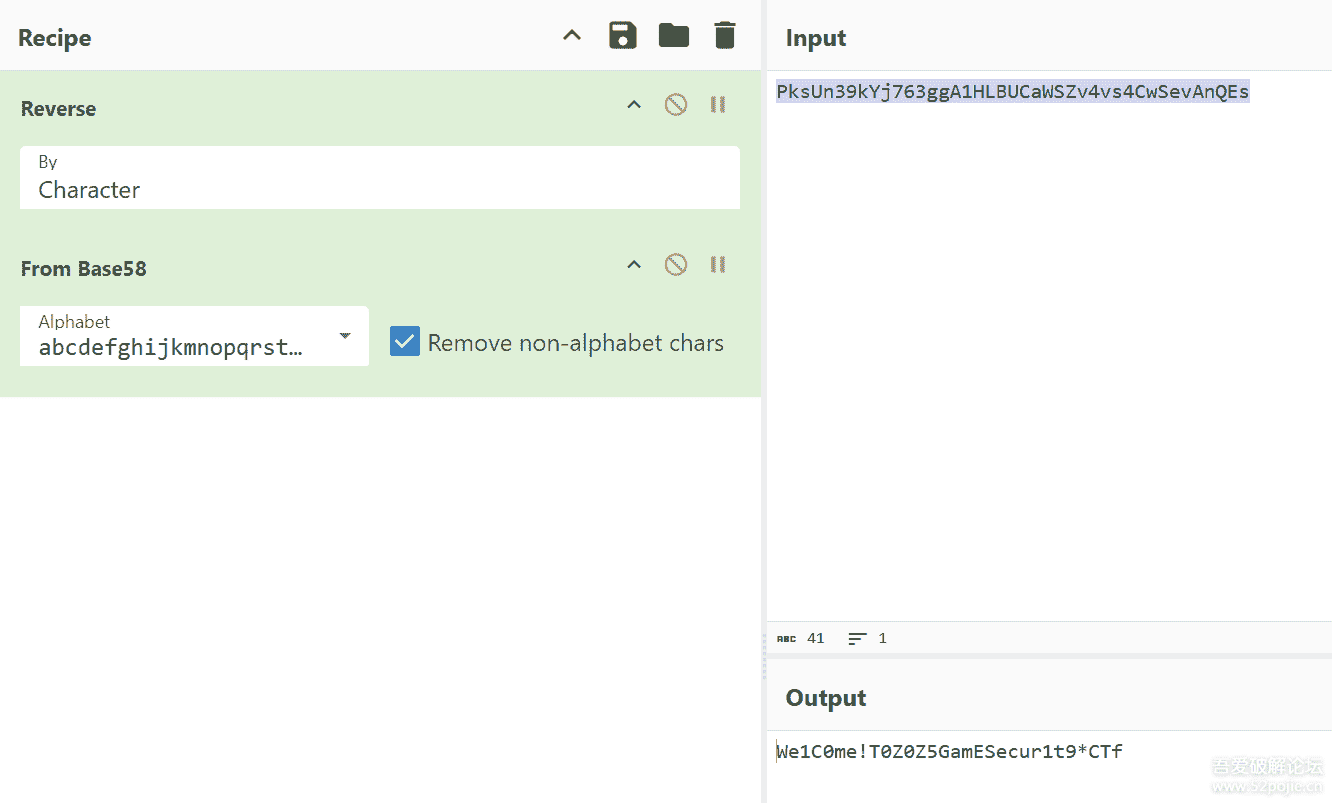 Recipe
Reverse
By
Character
From Base58
Alphabet
abcdefghijkmnopqrst…
Remove non-alphabet chars
Input
PksUn39kYj763ggA1HLBUCaWSZv4vs4CwSevAnQEs
ABC 41 1
Output
We1C0me!T0Z0Z5GamESecur1t9*CTf
吾爱破解论坛
www.52pojie.cn